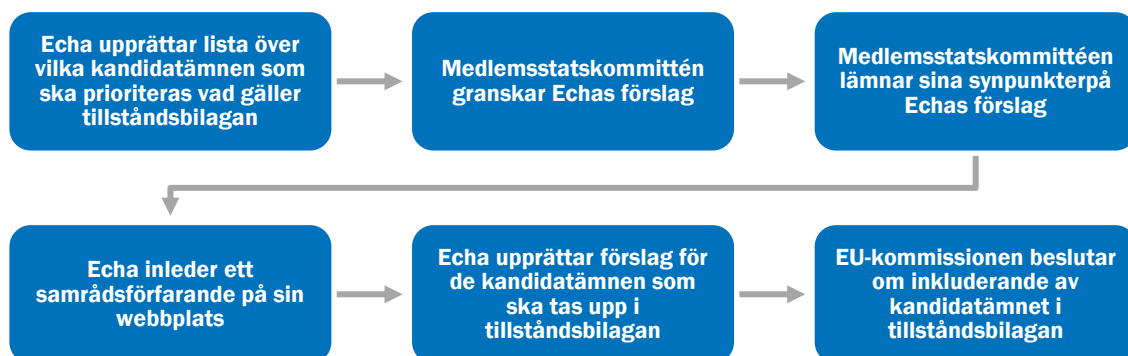 Echa upprättar lista över
vilka kandidatämnen som
ska prioriteras vad gäller
tillståndsbilagan
Medlemsstatskommittén
granskar Echas förslag
Medlemsstatskommittéen
lämnar sina synpunkterpå
Echas förslag
Echa inleder ett
samrådsförfarande på sin
webbplats
Echa upprättar förslag för
de kandidatämnen som
ska tas upp i
tillståndsbilagan
EU-kommissionen beslutar
om inkluderande av
kandidatämnet i
tillståndsbilagan